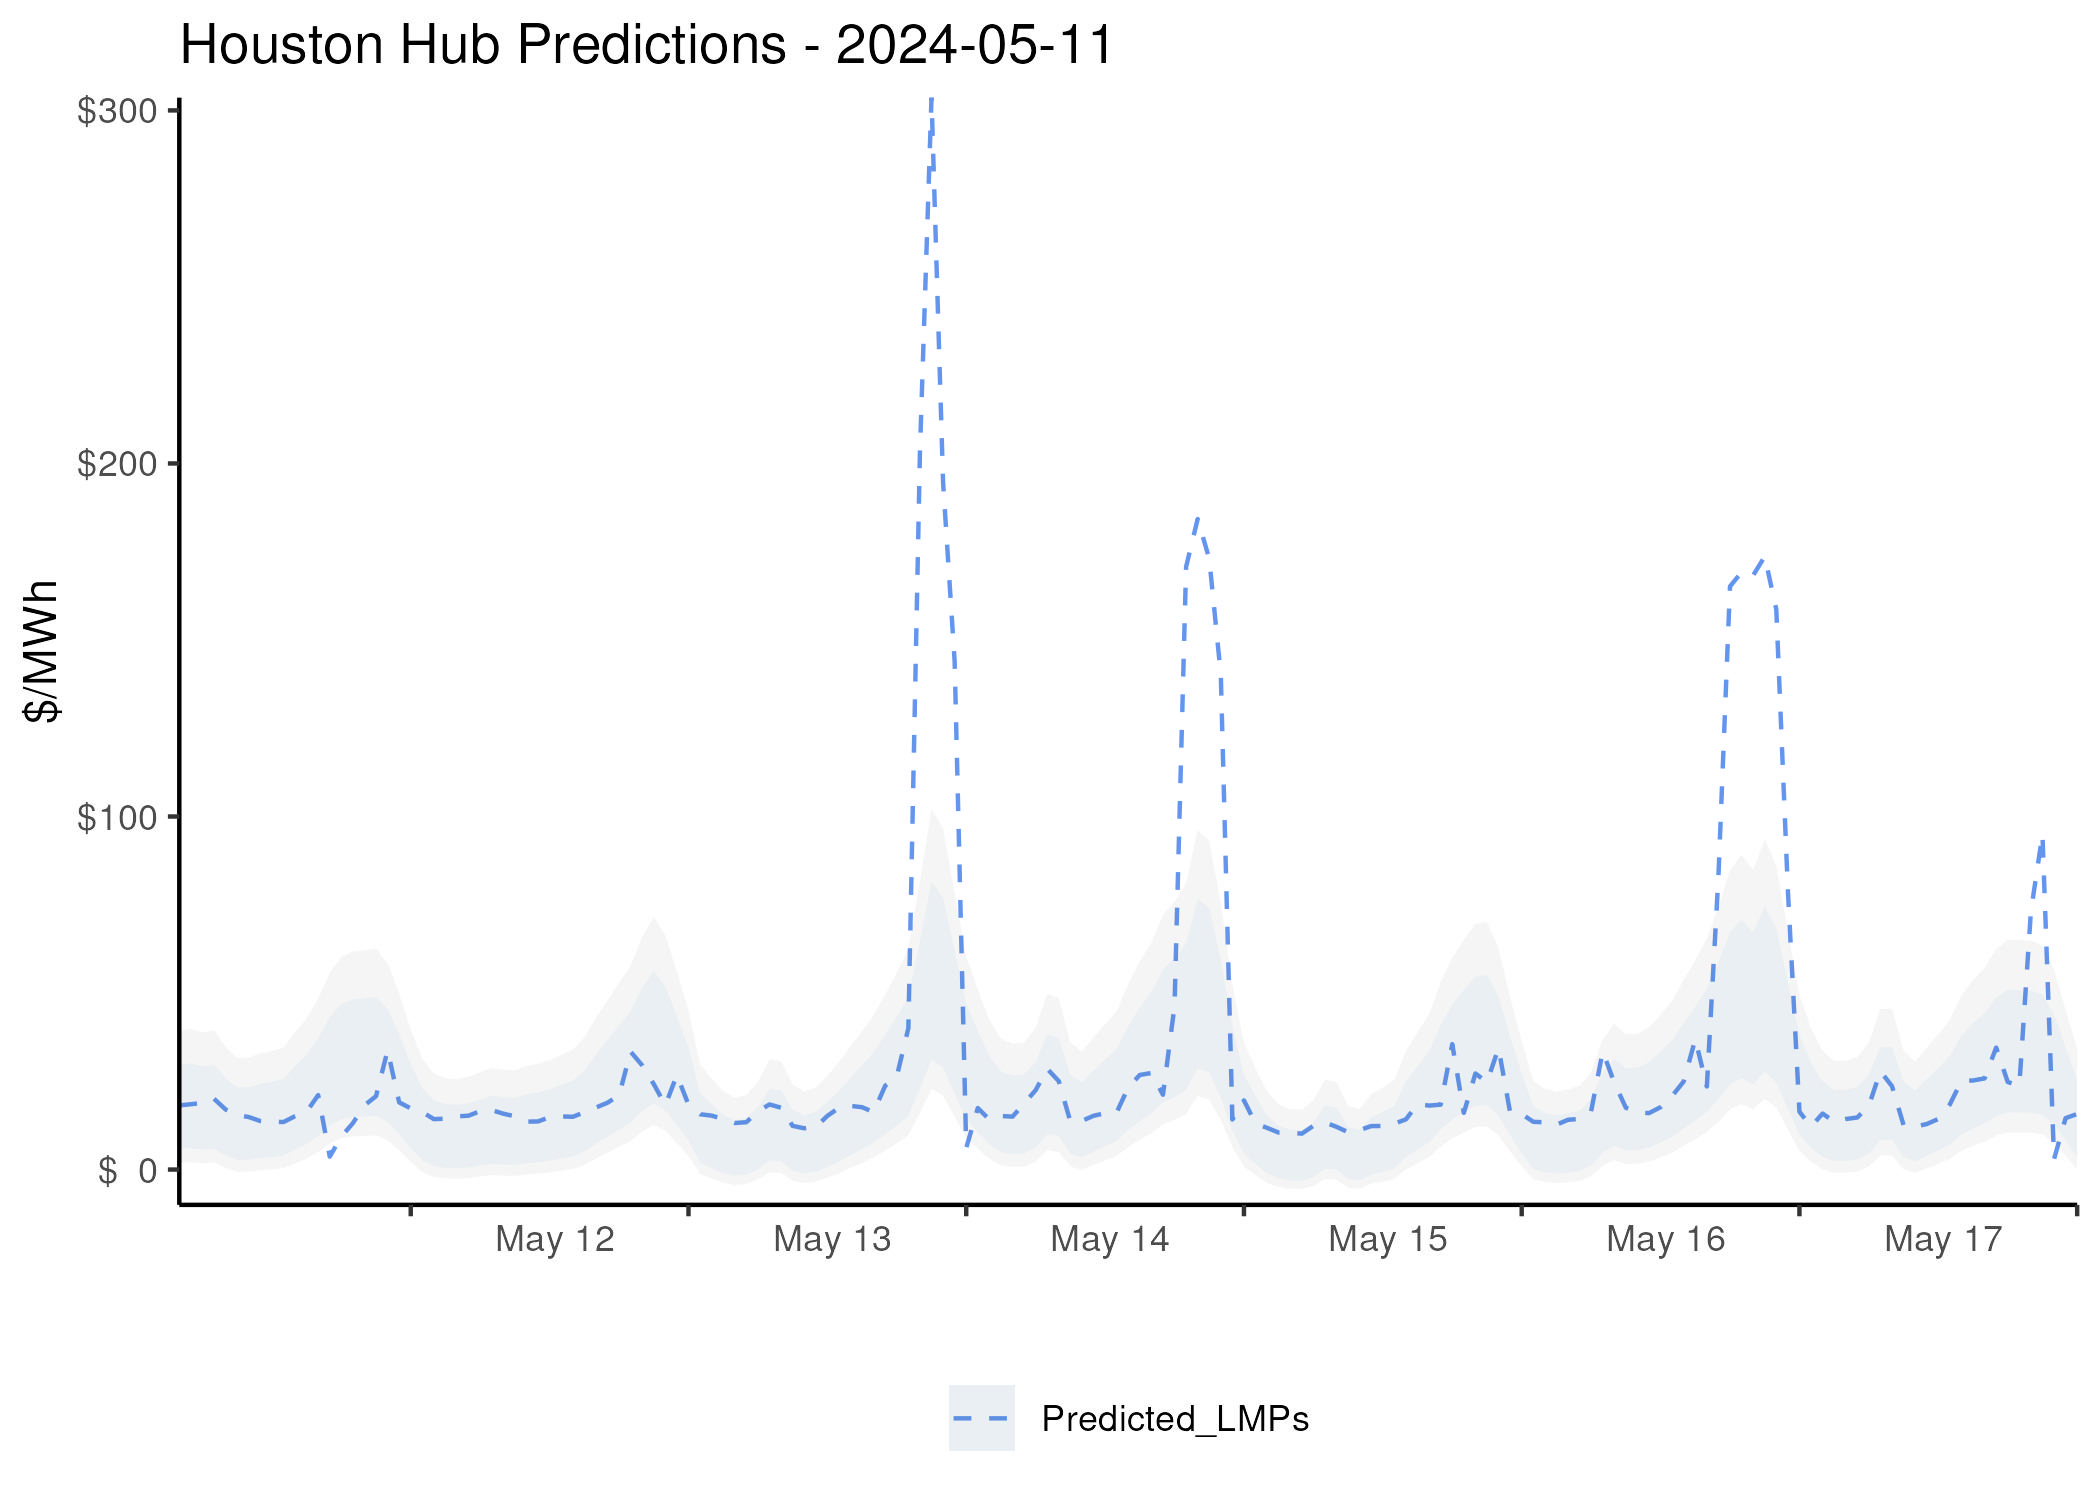 Houston Hub Predictions - 2024-05-11
$300
$200
$100
$ 0
$/MWh
May 12 May 13 May 14 May 15 May 16 May 17
Predicted_LMPs